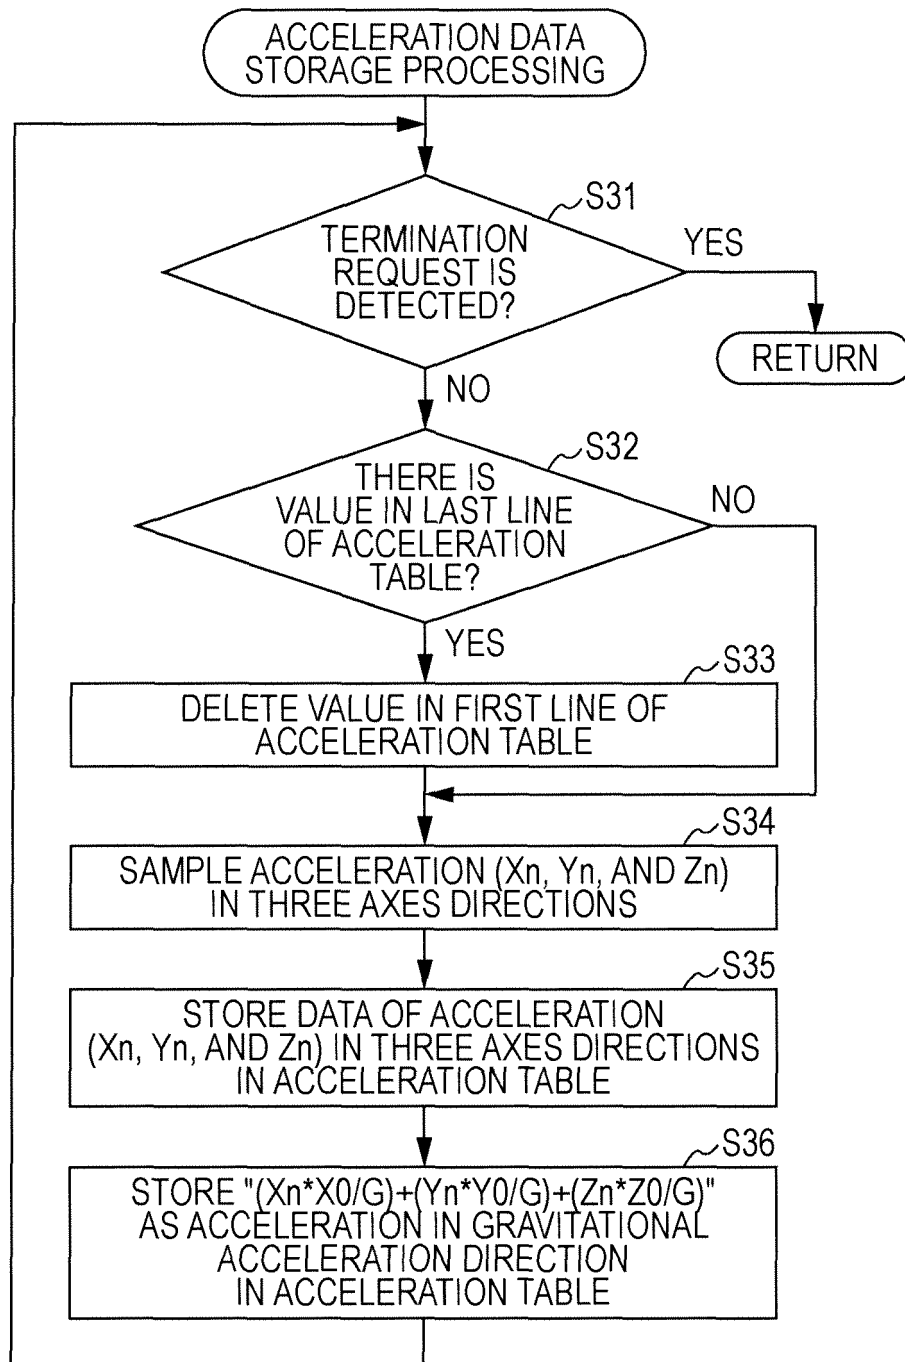 ACCELERATION DATA
STORAGE PROCESSING
S31
TERMINATION
REQUEST IS
DETECTED?
YES
RETURN
NO
S32
THERE IS
VALUE IN LAST LINE
OF ACCELERATION
TABLE?
NO
YES
S33
DELETE VALUE IN FIRST LINE OF
ACCELERATION TABLE
S34
SAMPLE ACCELERATION (Xn, Yn, AND Zn)
IN THREE AXES DIRECTIONS
S35
STORE DATA OF ACCELERATION
(Xn, Yn, AND Zn) IN THREE AXES DIRECTIONS
IN ACCELERATION TABLE
S36
STORE "(Xn*X0/G)+(Yn*Y0/G)+(Zn*Z0/G)"
AS ACCELERATION IN GRAVITATIONAL
ACCELERATION DIRECTION
IN ACCELERATION TABLE